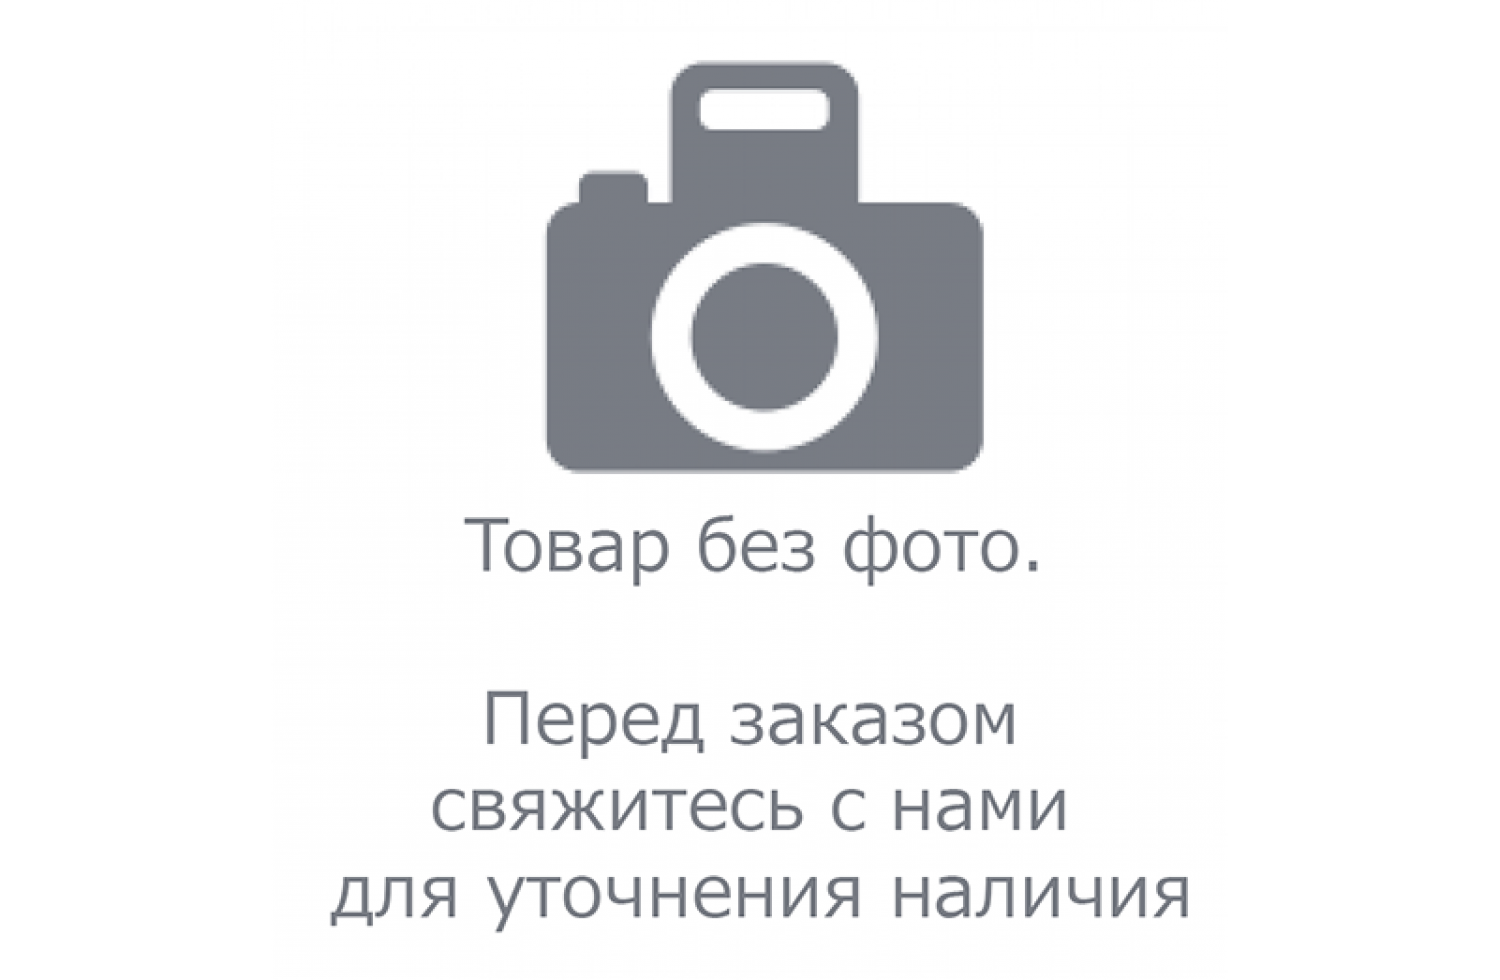 Товар без фото.
Перед заказом
свяжитесь с нами
для уточнения наличия